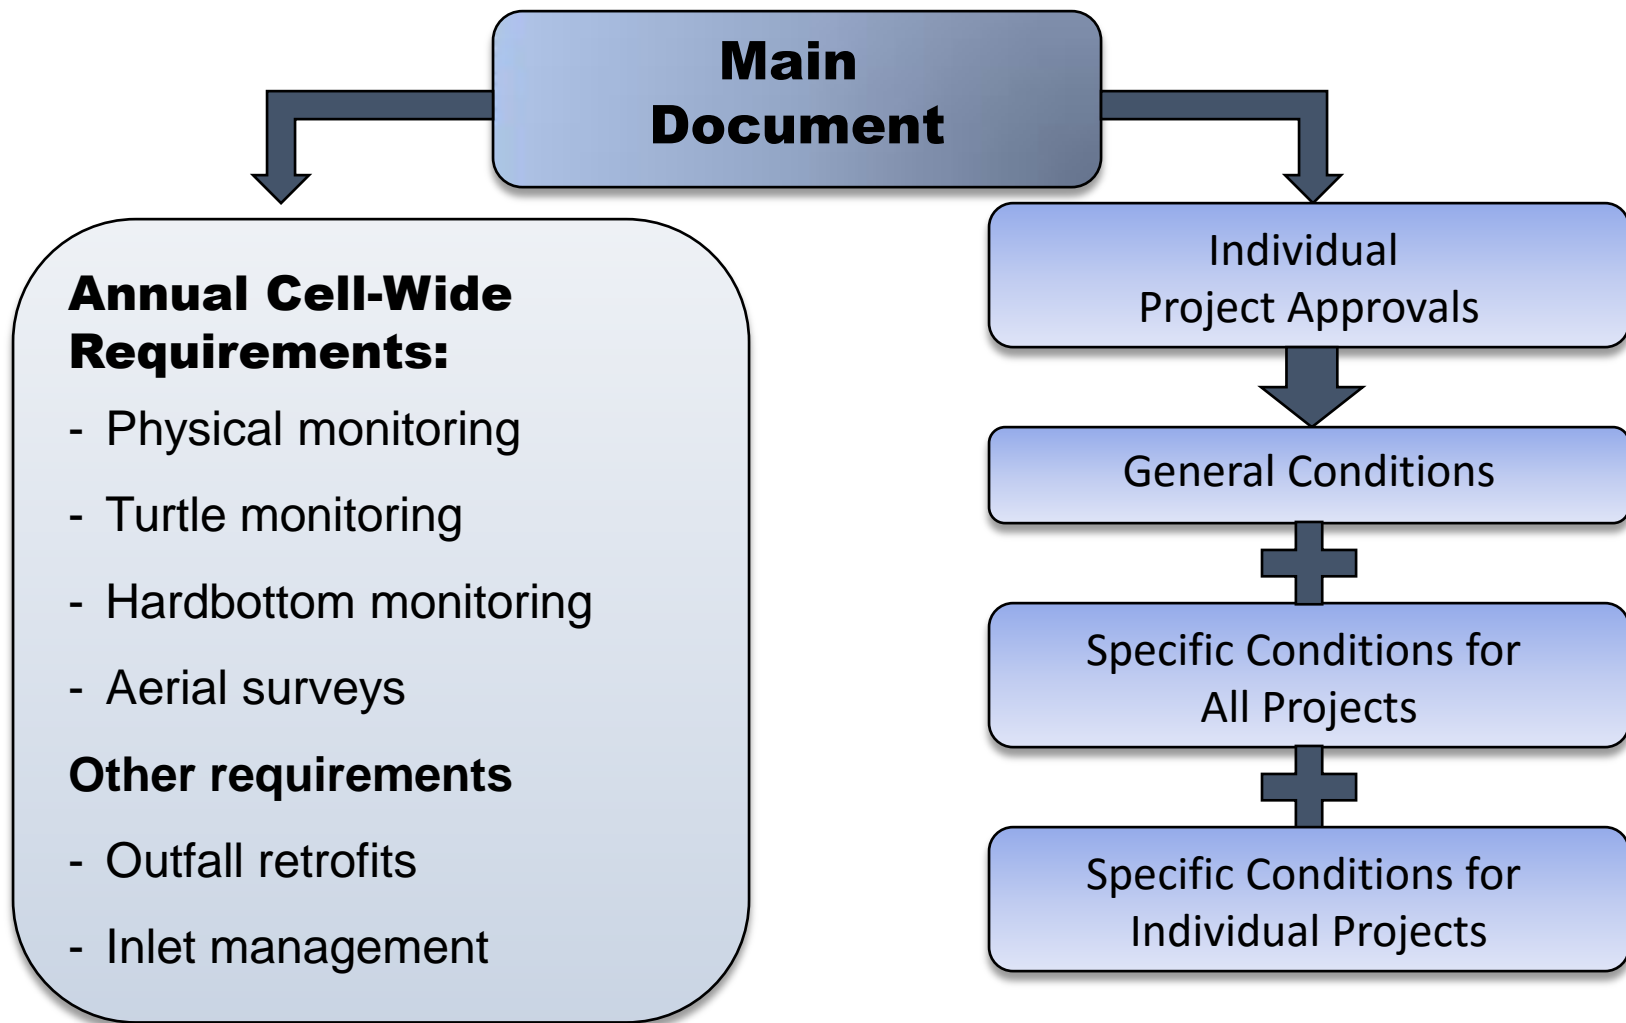 Main
Document
Annual Cell-Wide
Requirements:
- Physical monitoring
- Turtle monitoring
- Hardbottom monitoring
- Aerial surveys
Other requirements
- Outfall retrofits
- Inlet management
Individual
Project Approvals
General Conditions
Specific Conditions for
All Projects
Specific Conditions for
Individual Projects